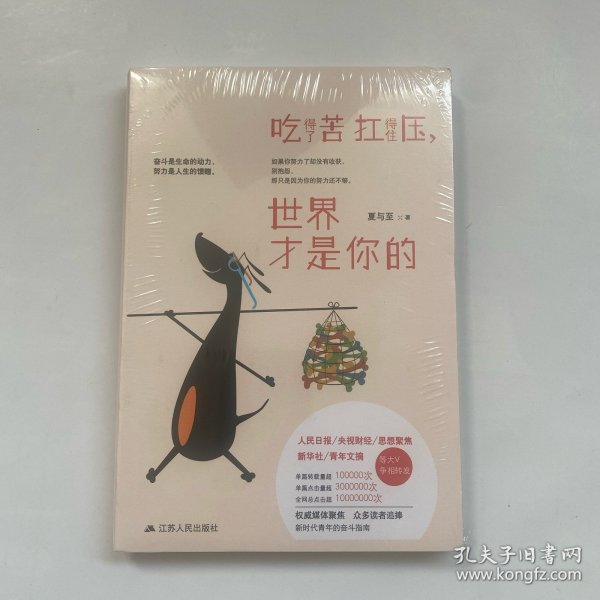 吃得了苦 扛得住压,
奋斗是生命的动力,
努力是人生的馈赠。
如果你努力了却没有收获,
别抱怨,
那只是因为你的努力还不够。
世界
夏与至 著
才是你的
人民日报/央视财经/思想聚焦
新华社/青年文摘
等大V
争相转发
单篇转载量超 100000次
单篇点击量超 3000000次
全网总点击超 10000000次
权威媒体聚焦 众多读者追捧
新时代青年的奋斗指南
江苏人民出版社
孔夫子旧书网
www.kongfz.com